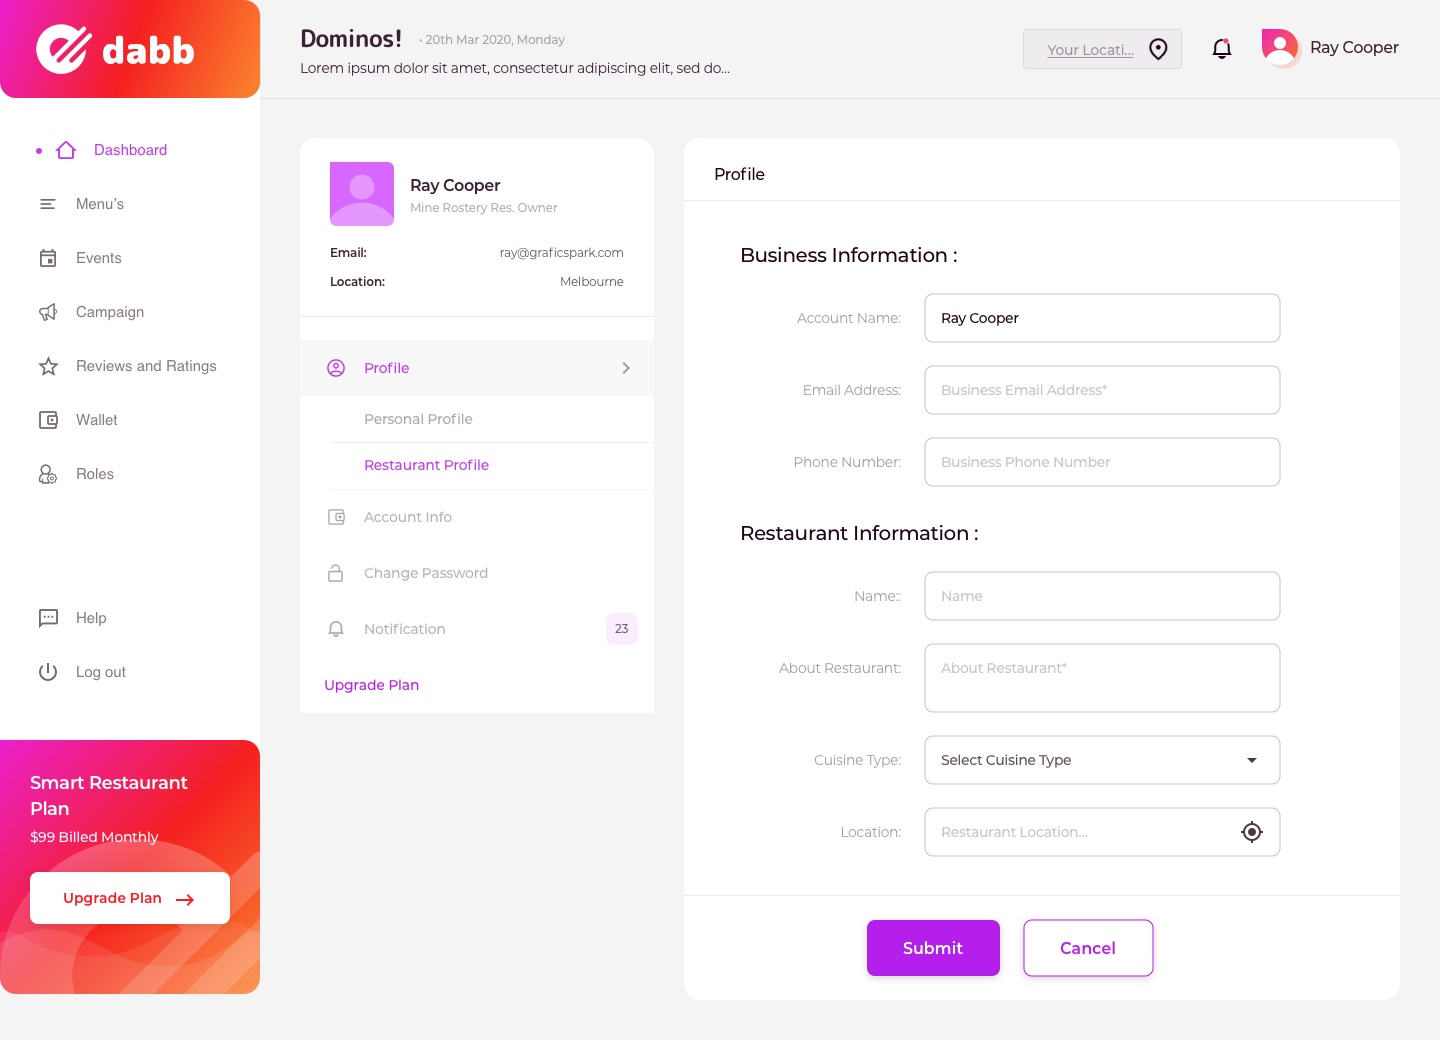 dabb
Dashboard
Menu's
Events
Campaign
Reviews and Ratings
Wallet
Roles
Help
Log out
Smart Restaurant
Plan
$99 Billed Monthly
Upgrade Plan
Dominos!
• 20th Mar 2020, Monday
Lorem ipsum dolor sit amet, consectetur adipiscing elit, sed do...
Your Locati...
Ray Cooper
Ray Cooper
Mine Rostery Res. Owner
Email: ray@graficspark.com
Location: Melbourne
Profile
Personal Profile
Restaurant Profile
Account Info
Change Password
Notification 23
Upgrade Plan
Profile
Business Information :
Account Name: Ray Cooper
Email Address: Business Email Address*
Phone Number: Business Phone Number
Restaurant Information :
Name:: Name
About Restaurant: About Restaurant*
Cuisine Type: Select Cuisine Type
Location: Restaurant Location...
Submit Cancel